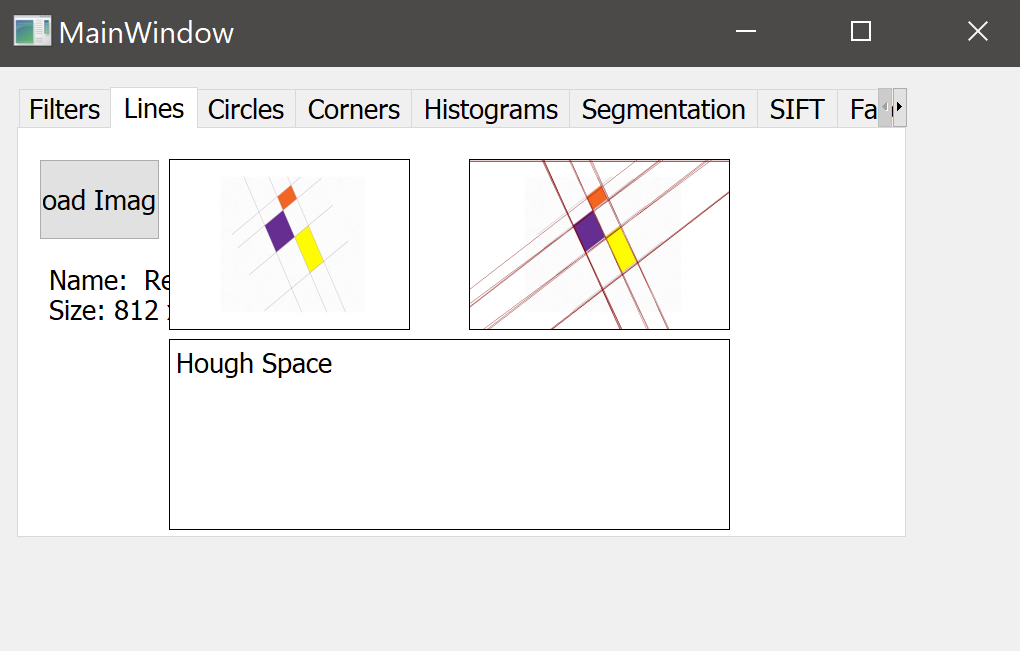 MainWindow
Filters Lines Circles Corners Histograms Segmentation SIFT Fa
oad Imag
Name: Re
Size: 812
Hough Space